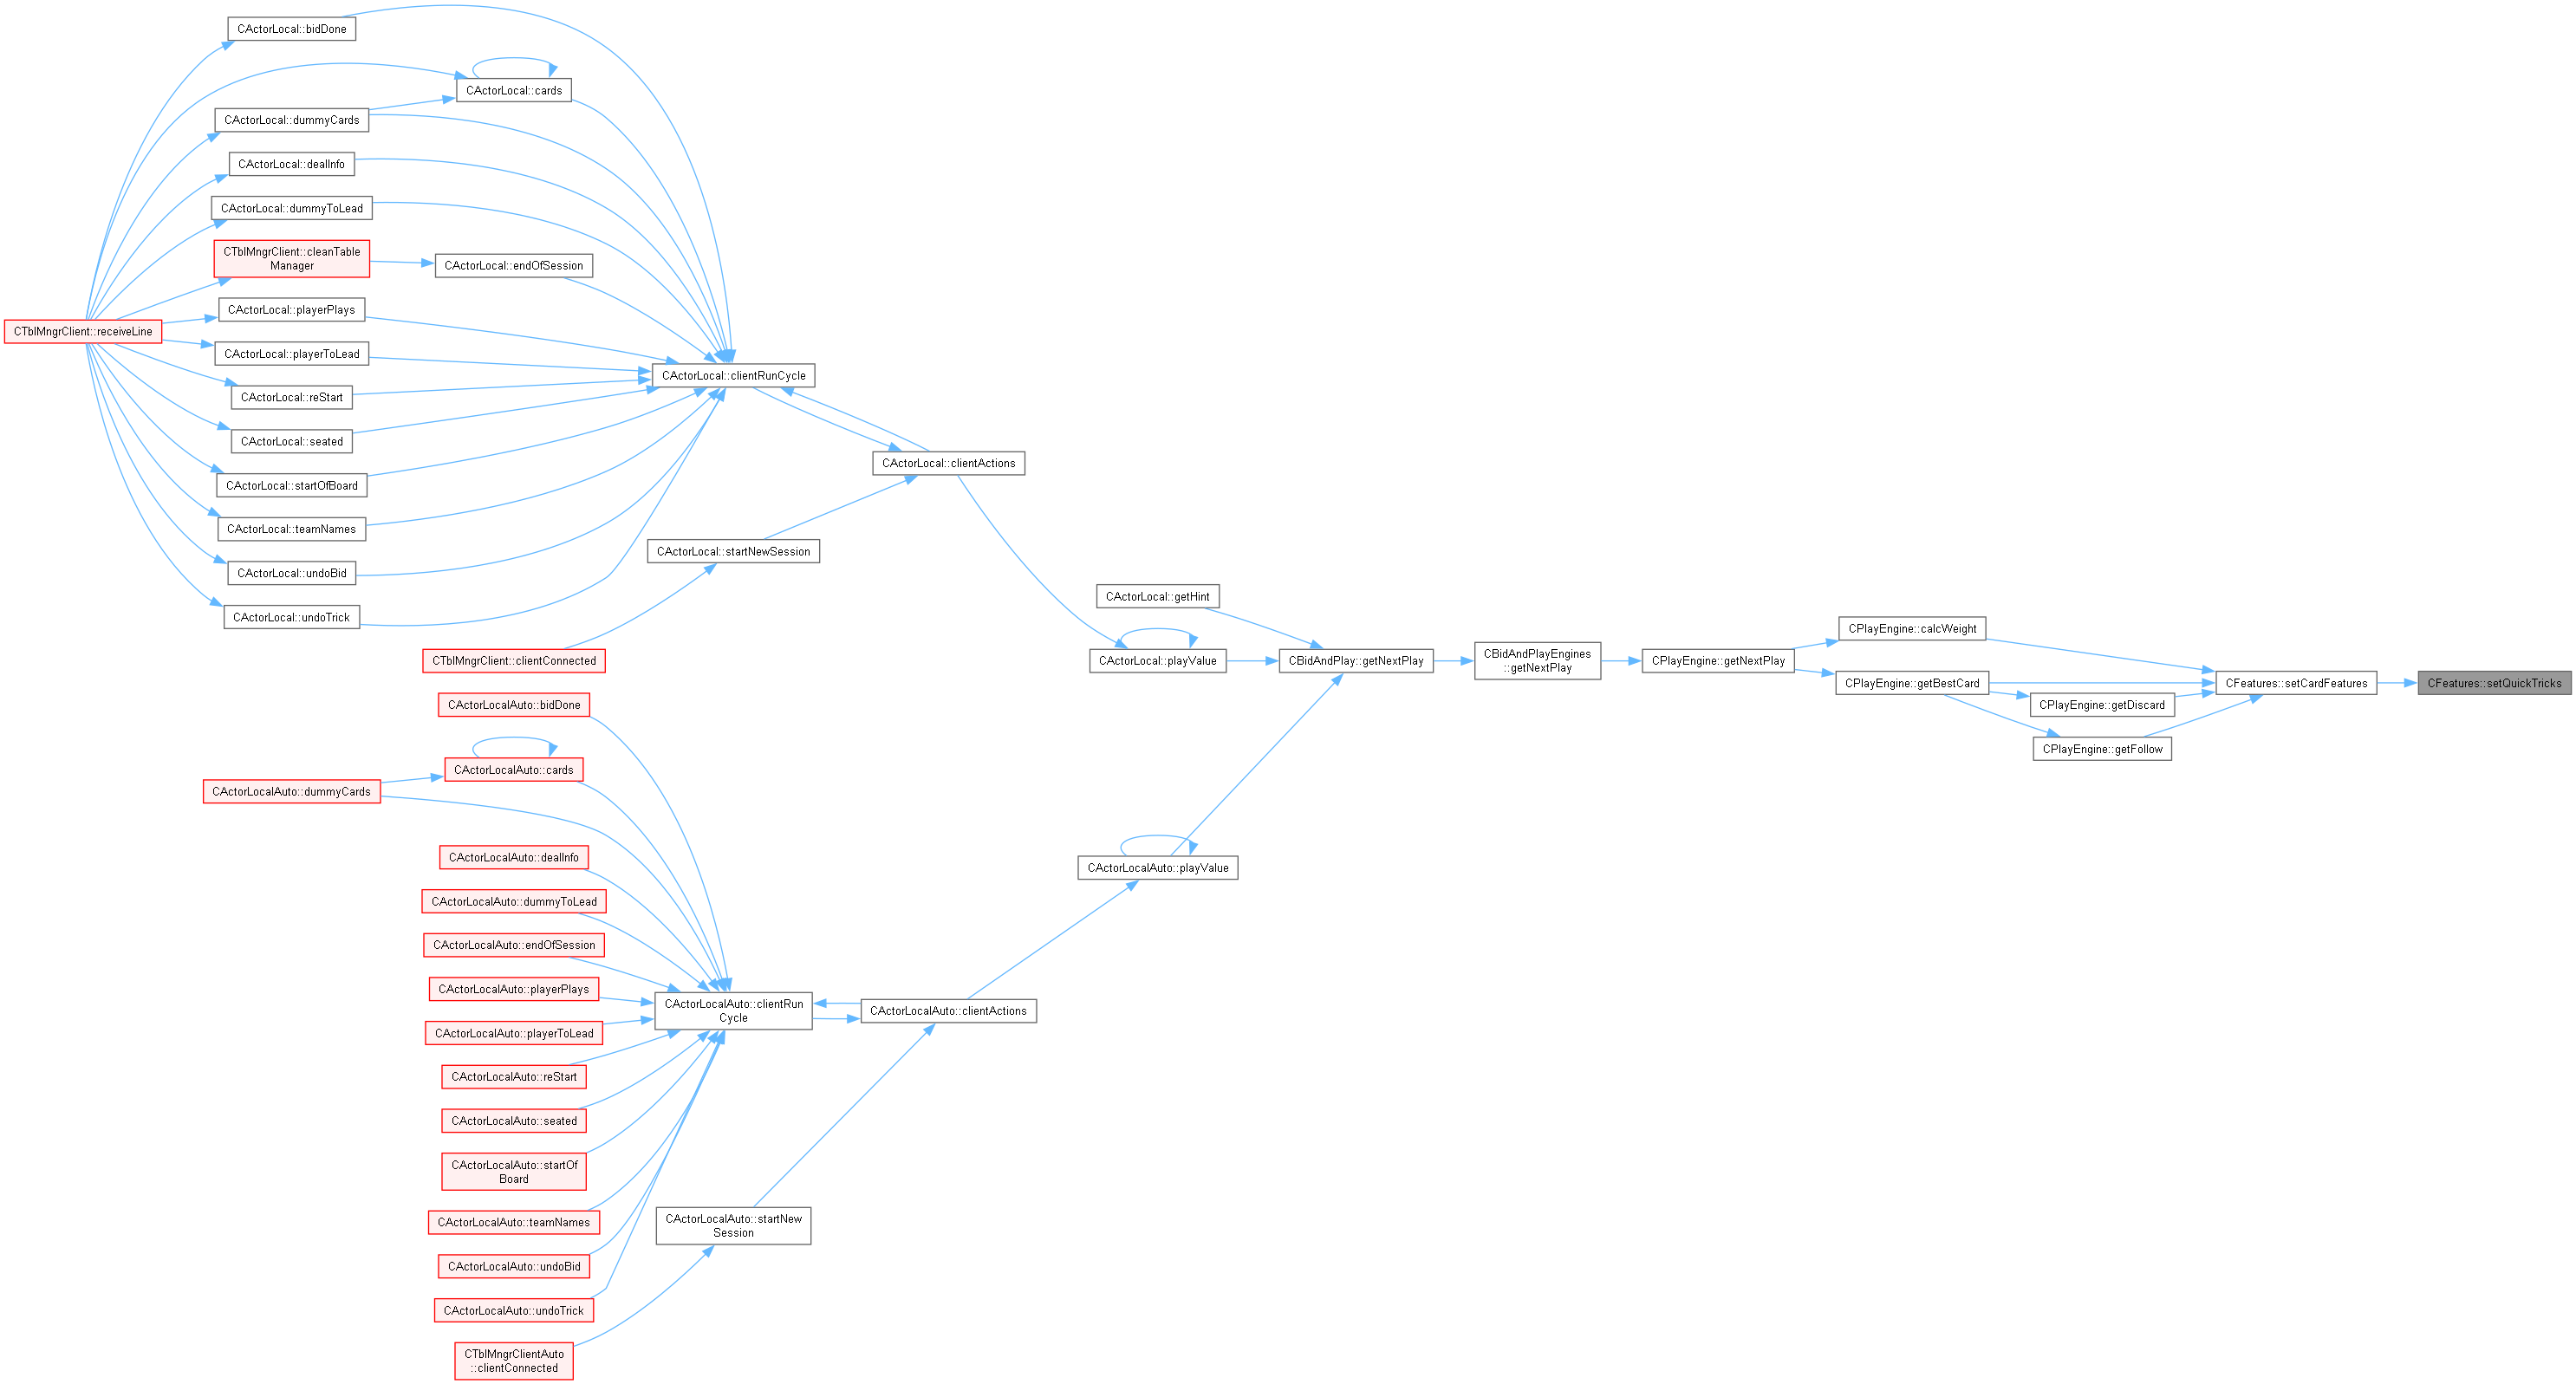 CActorLocal::bidDone
CActorLocal::cards
CActorLocal::dummyCards
CActorLocal::dealInfo
CActorLocal::dummyToLead
CTblMngrClient::cleanTable
Manager
CActorLocal::endOfSession
CActorLocal::playerPlays
CTblMngrClient::receiveLine
CActorLocal::playerToLead
CActorLocal::clientRunCycle
CActorLocal::reStart
CActorLocal::seated
CActorLocal::clientActions
CActorLocal::startOfBoard
CActorLocal::teamNames
CActorLocal::startNewSession
CActorLocal::undoBid
CActorLocal::getHint
CActorLocal::undoTrick
CPlayEngine::calcWeight
CTblMngrClient::clientConnected
CActorLocal::playValue
CBidAndPlay::getNextPlay
CBidAndPlayEngines
::getNextPlay
CPlayEngine::getNextPlay
CPlayEngine::getBestCard
CFeatures::setCardFeatures
CFeatures::setQuickTricks
CActorLocalAuto::bidDone
CPlayEngine::getDiscard
CPlayEngine::getFollow
CActorLocalAuto::cards
CActorLocalAuto::dummyCards
CActorLocalAuto::dealInfo
CActorLocalAuto::playValue
CActorLocalAuto::dummyToLead
CActorLocalAuto::endOfSession
CActorLocalAuto::playerPlays
CActorLocalAuto::clientRun
Cycle
CActorLocalAuto::clientActions
CActorLocalAuto::playerToLead
CActorLocalAuto::reStart
CActorLocalAuto::seated
CActorLocalAuto::startOf
Board
CActorLocalAuto::teamNames
CActorLocalAuto::startNew
Session
CActorLocalAuto::undoBid
CActorLocalAuto::undoTrick
CTblMngrClientAuto
::clientConnected